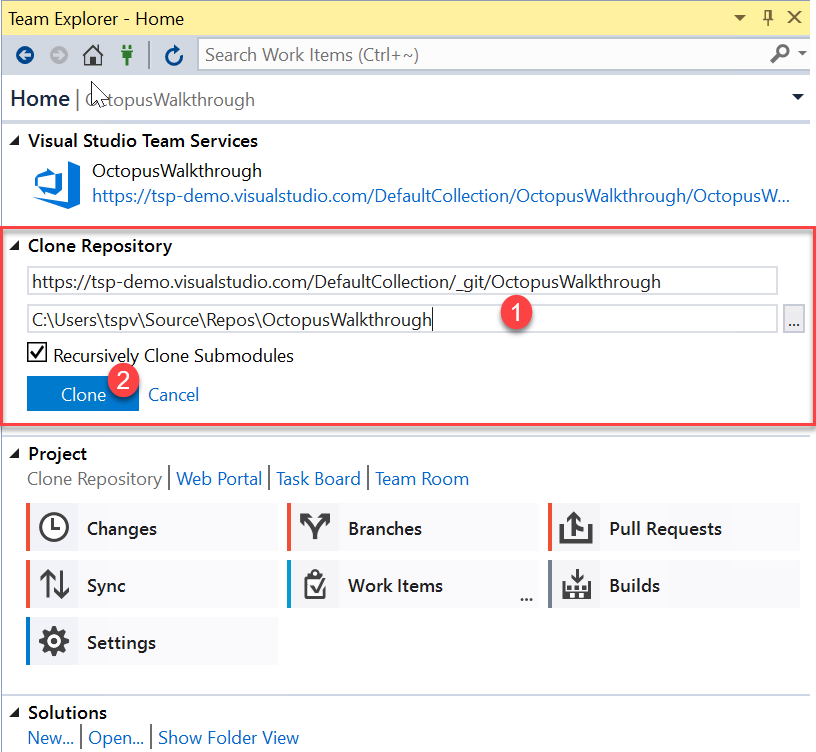 Team Explorer - Home
Search Work Items (Ctrl+~)
Home | OctopusWalkthrough
Visual Studio Team Services
OctopusWalkthrough
https://tsp-demo.visualstudio.com/DefaultCollection/OctopusWalkthrough/OctopusW...
Clone Repository
https://tsp-demo.visualstudio.com/DefaultCollection/_git/OctopusWalkthrough
C:\Users\tspv\Source\Repos\OctopusWalkthrough 1 ...
Recursively Clone Submodules
Clone 2 Cancel
Project
Clone Repository | Web Portal | Task Board | Team Room
Changes Branches Pull Requests
Sync Work Items ... Builds
Settings
Solutions
New... | Open... | Show Folder View